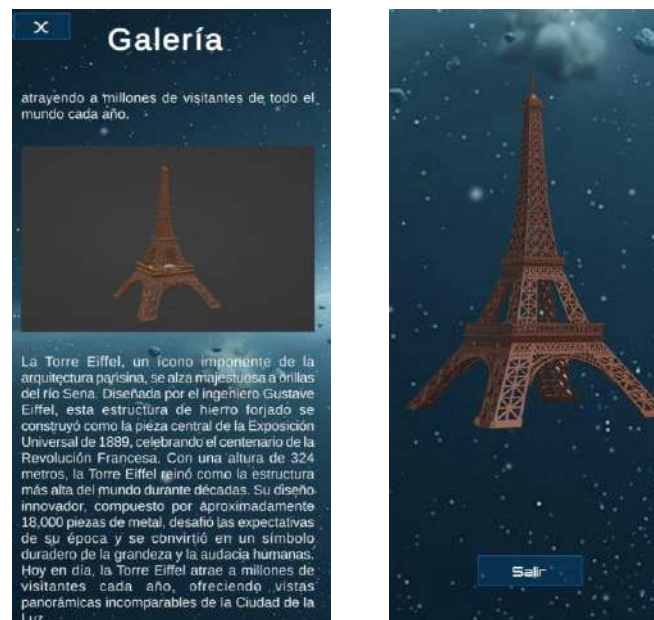 X
Galería
atrayendo a millones de visitantes de todo el
mundo cada año.
La Torre Eiffel, un ícono imponente de la
arquitectura parisina, se alza majestuosa a orillas
del río Sena. Diseñada por el ingeniero Gustave
Eiffel, esta estructura de hierro forjado se
construyó como la pieza central de la Exposición
Universal de 1889, celebrando el centenario de la
Revolución Francesa. Con una altura de 324
metros, la Torre Eiffel reinó como la estructura
más alta del mundo durante décadas. Su diseño
innovador, compuesto por aproximadamente
18,000 piezas de metal, desafió las expectativas
de su época y se convirtió en un símbolo
duradero de la grandeza y la audacia humanas.
Hoy en día, la Torre Eiffel atrae a millones de
visitantes cada año, ofreciendo vistas
panorámicas incomparables de la Ciudad de la
Luz
Salir